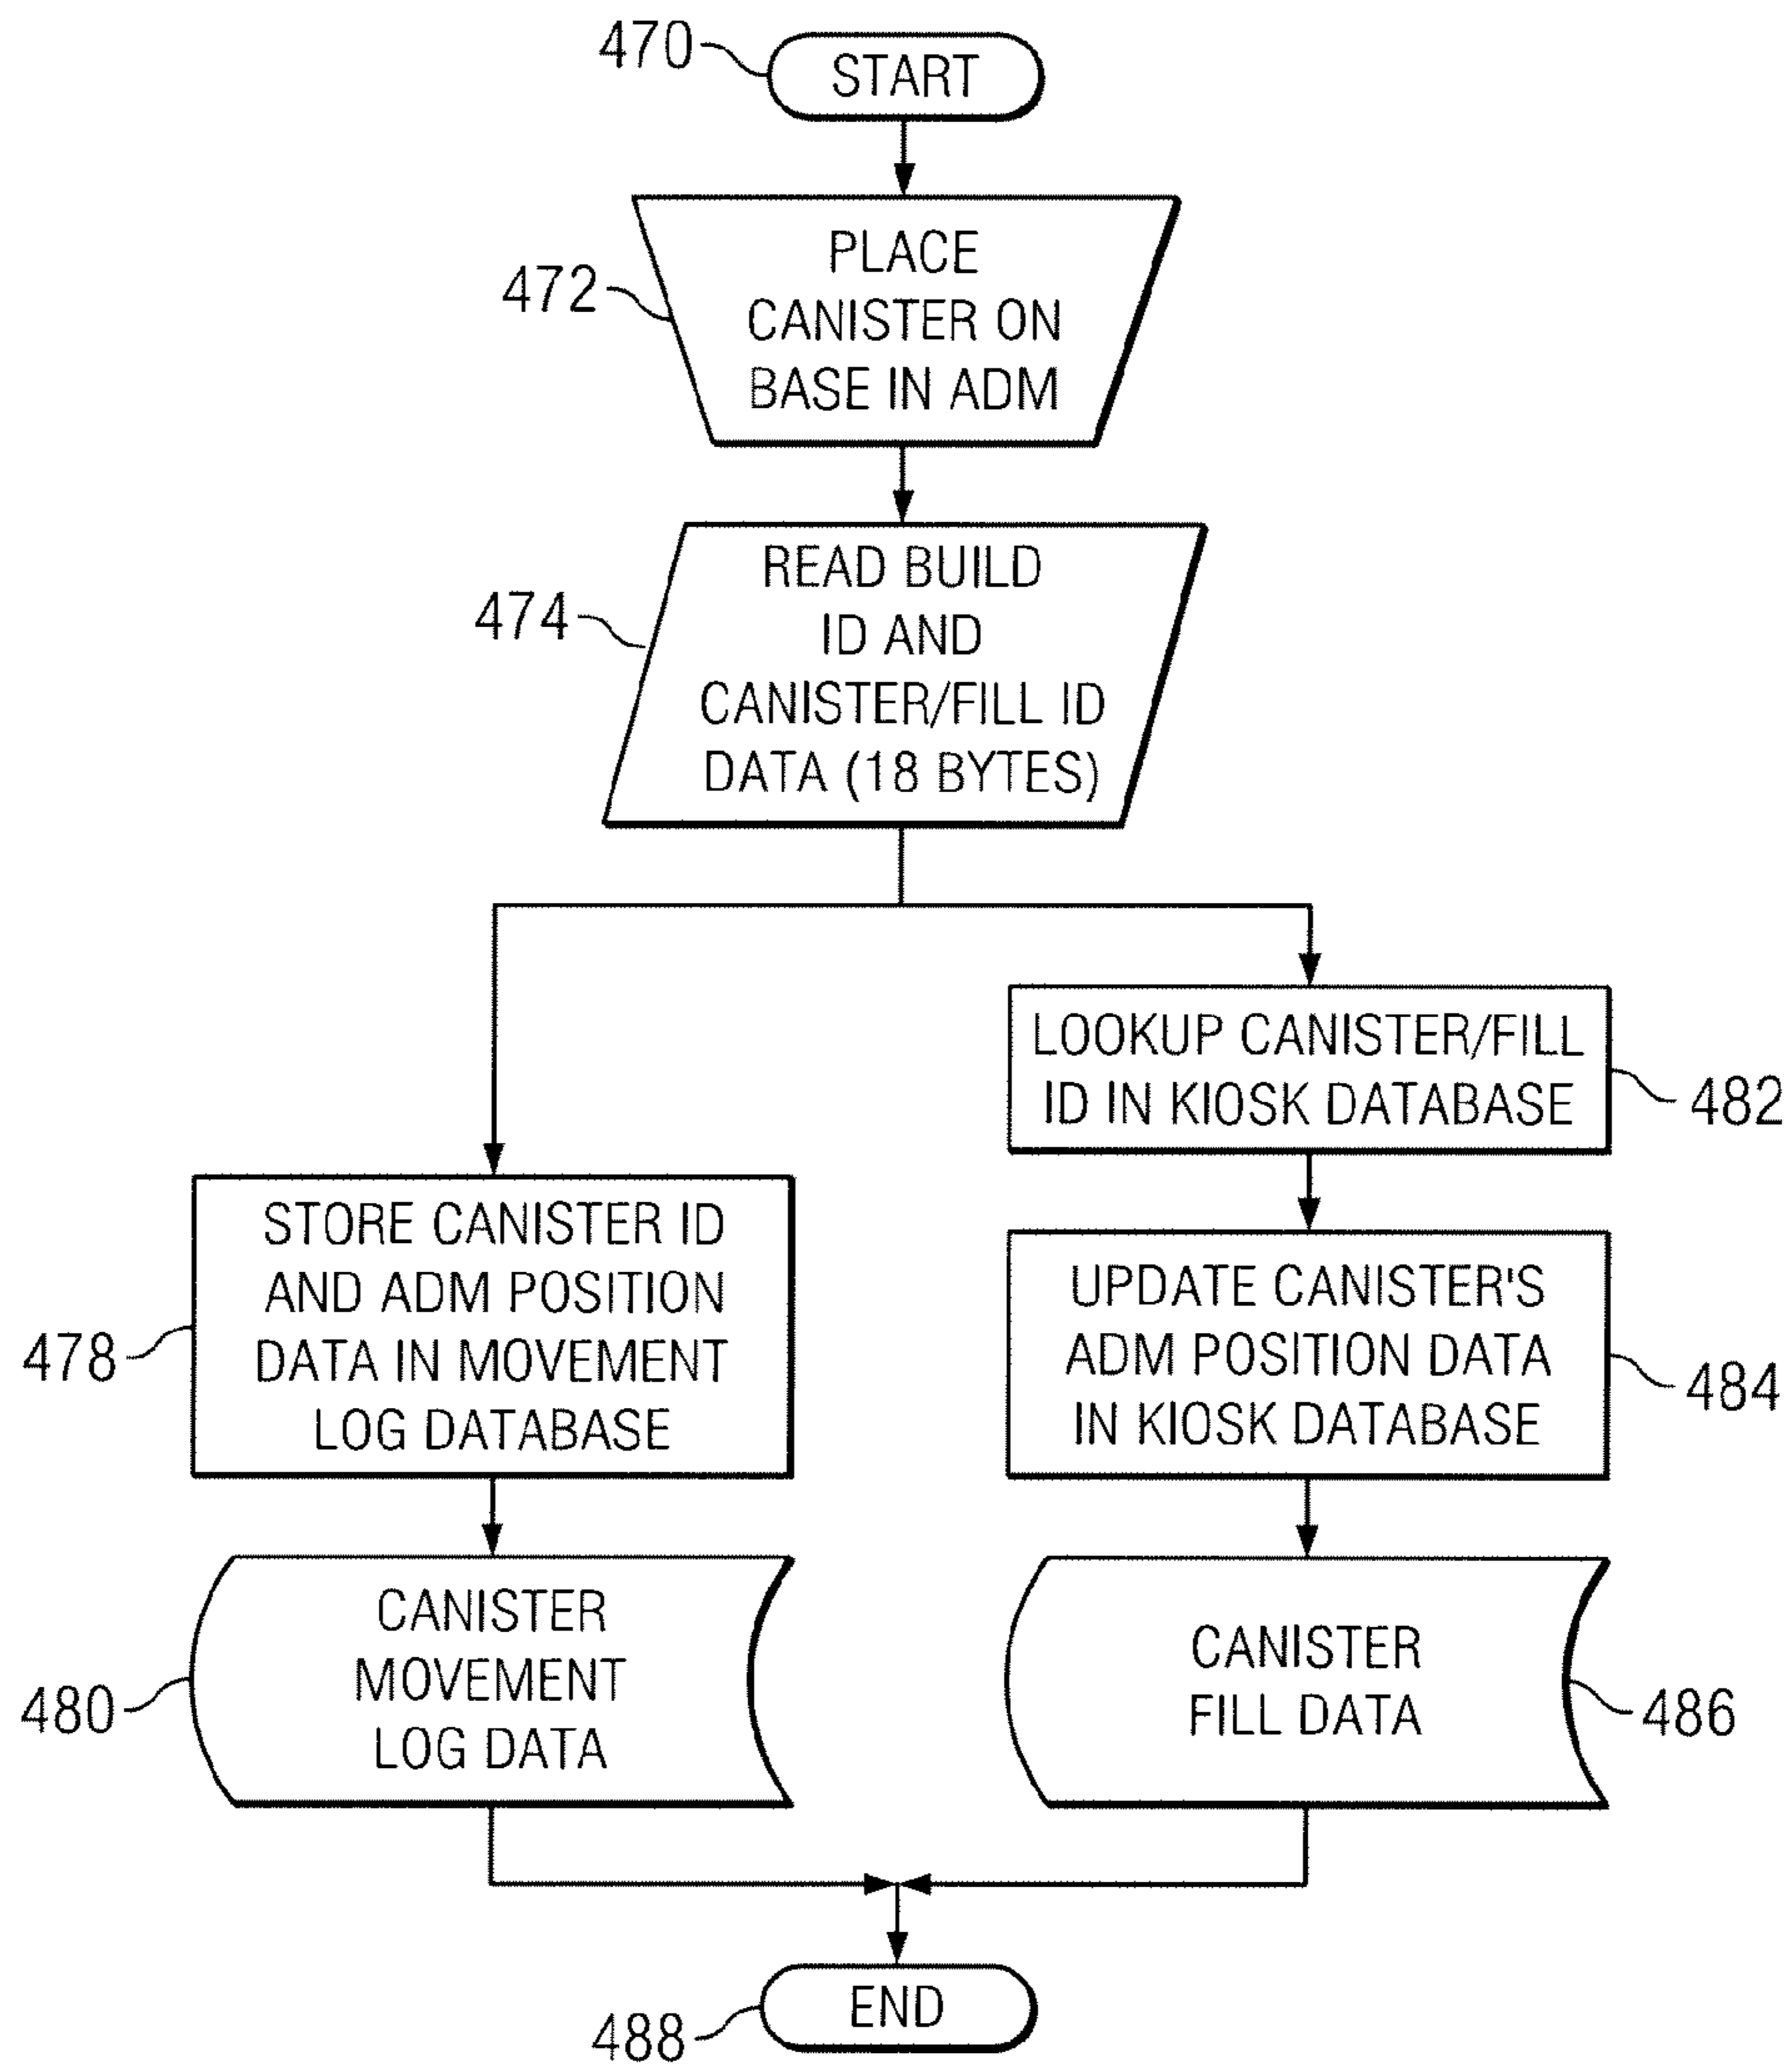 470
START
472
PLACE
CANISTER ON
BASE IN ADM
474
READ BUILD
ID AND
CANISTER/FILL ID
DATA (18 BYTES)
LOOKUP CANISTER/FILL
ID IN KIOSK DATABASE
482
STORE CANISTER ID
AND ADM POSITION
DATA IN MOVEMENT
LOG DATABASE
478
UPDATE CANISTER'S
ADM POSITION DATA
IN KIOSK DATABASE
484
CANISTER
MOVEMENT
LOG DATA
480
CANISTER
FILL DATA
486
END
488